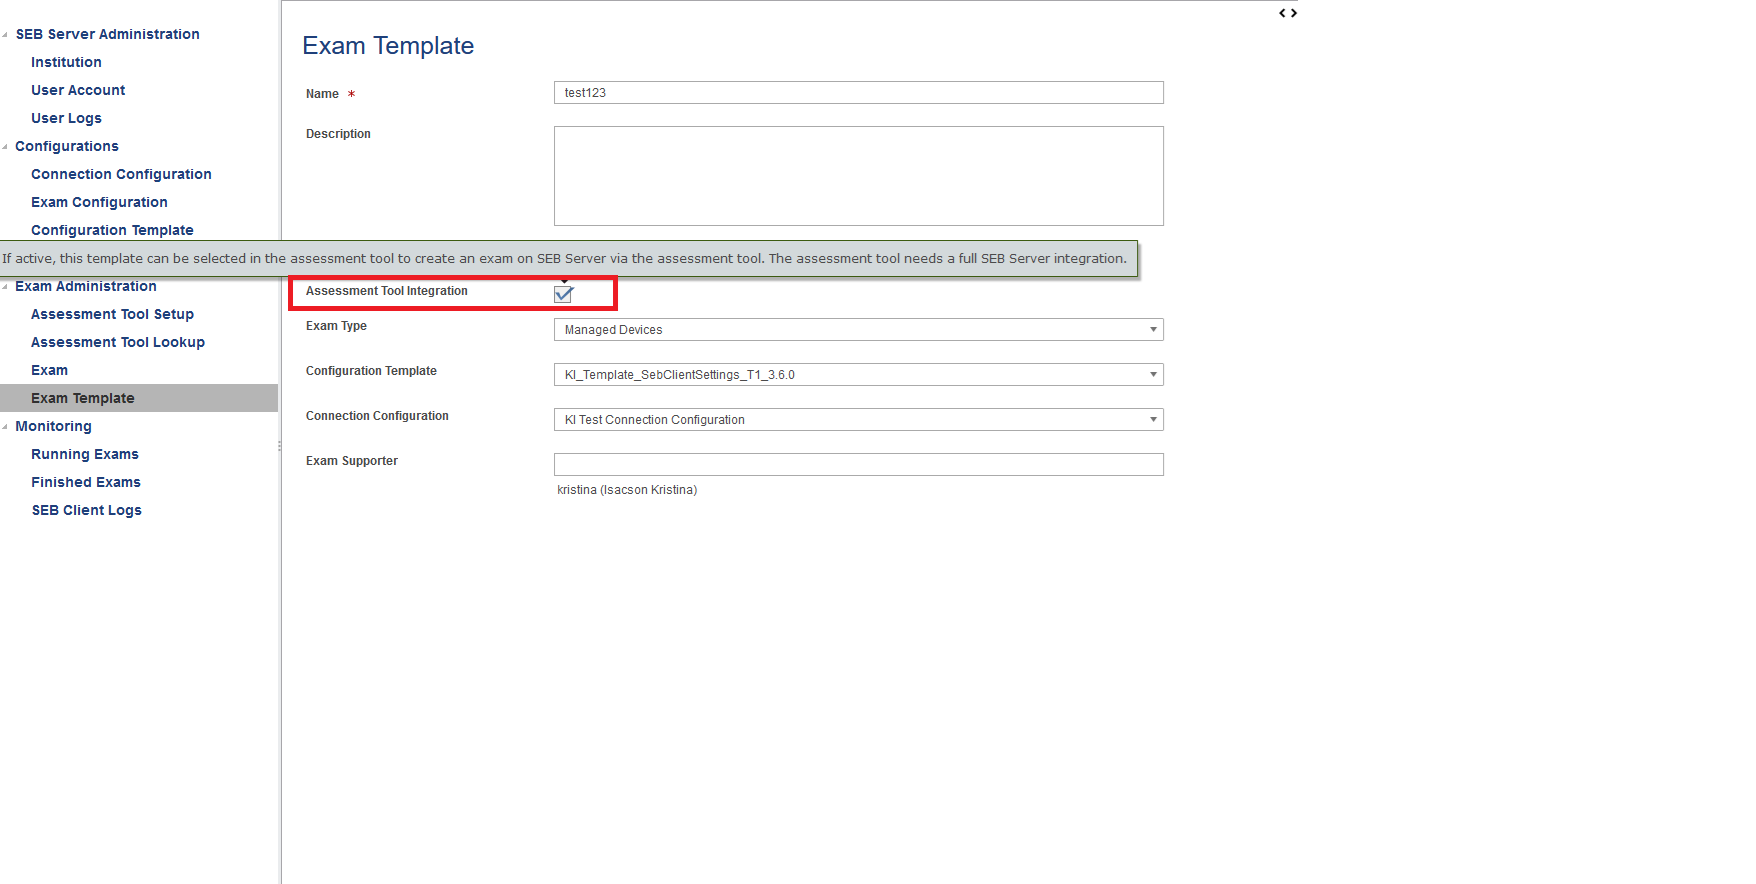 SEB Server Administration
Institution
User Account
User Logs
Configurations
Connection Configuration
Exam Configuration
Configuration Template
Exam Administration
Assessment Tool Setup
Assessment Tool Lookup
Exam
Exam Template
Monitoring
Running Exams
Finished Exams
SEB Client Logs
Exam Template
Name *
test123
Description
If active, this template can be selected in the assessment tool to create an exam on SEB Server via the assessment tool. The assessment tool needs a full SEB Server integration.
Assessment Tool Integration
Exam Type
Managed Devices
Configuration Template
KI_Template_SebClientSettings_T1_3.6.0
Connection Configuration
KI Test Connection Configuration
Exam Supporter
kristina (Isacson Kristina)